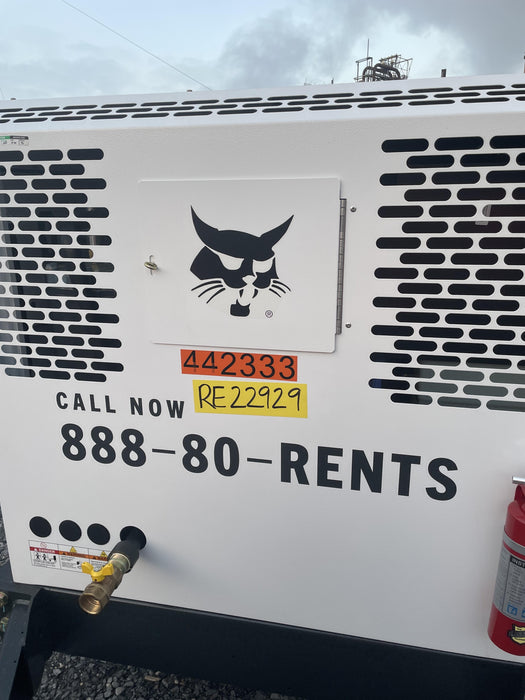 ®
442333
RE22929
CALL NOW
888-80-RENTS